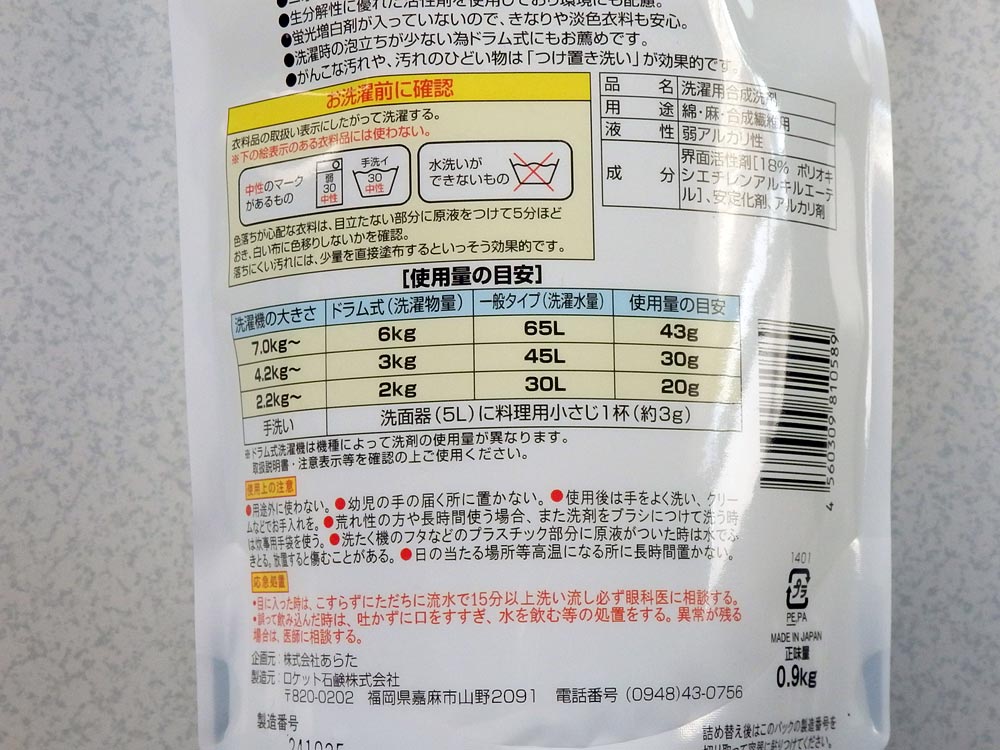 ●生分解性に優れた活性剤を使用しており環境にも配慮。
●蛍光増白剤が入っていないので、きなりや淡色衣料も安心。
●洗濯時の泡立ちが少ない為ドラム式にもお薦めです。
●がんこな汚れや、汚れのひどい物は「つけ置き洗い」が効果的です。
お洗濯前に確認
衣料品の取扱い表示にしたがって洗濯する。
※下の絵表示のある衣料品には使わない。
中性のマークがあるもの
弱 30 中性
手洗イ 30 中性
水洗いが
できないもの
色落ちが心配な衣料は、目立たない部分に原液をつけて5分ほど
おき、白い布に色移りしないかを確認。
落ちにくい汚れには、少量を直接塗布するといっそう効果的です。
品 名 洗濯用合成洗剤
用 途 綿・麻・合成繊維用
液 性 弱アルカリ性
成 分 界面活性剤[18% ポリオキ
シエチレンアルキルエーテ
ル]、安定化剤、アルカリ剤
[使用量の目安]
洗濯機の大きさ ドラム式(洗濯物量) 一般タイプ(洗濯水量) 使用量の目安
7.0kg〜 6kg 65L 43g
4.2kg〜 3kg 45L 30g
2.2kg〜 2kg 30L 20g
手洗い 洗面器(5L)に料理用小さじ1杯(約3g)
※ドラム式洗濯機は機種によって洗剤の使用量が異なります。
取扱説明書・注意表示等を確認の上ご使用ください。
使用上の注意
●用途外に使わない。●幼児の手の届く所に置かない。●使用後は手をよく洗い、クリー
ムなどでお手入れを。●荒れ性の方や長時間使う場合、また洗剤をブラシにつけて洗う時
は炊事用手袋を使う。●洗たく機のフタなどのプラスチック部分に原液がついた時は水でふ
きとる。放置すると傷むことがある。●日の当たる場所等高温になる所に長時間置かない。
応急処置
•目に入った時は、こすらずにただちに流水で15分以上洗い流し必ず眼科医に相談する。
•誤って飲み込んだ時は、吐かずに口をすすぎ、水を飲む等の処置をする。異常が残る
場合は、医師に相談する。
企画元:株式会社あらた
製造元:ロケット石鹸株式会社
〒820-0202 福岡県嘉麻市山野2091 電話番号 (0948)43-0756
製造番号
4 560309 810589
1401
プラ
PE,PA
MADE IN JAPAN
正味量
0.9kg
詰め替え後はこのパックの製造番号を